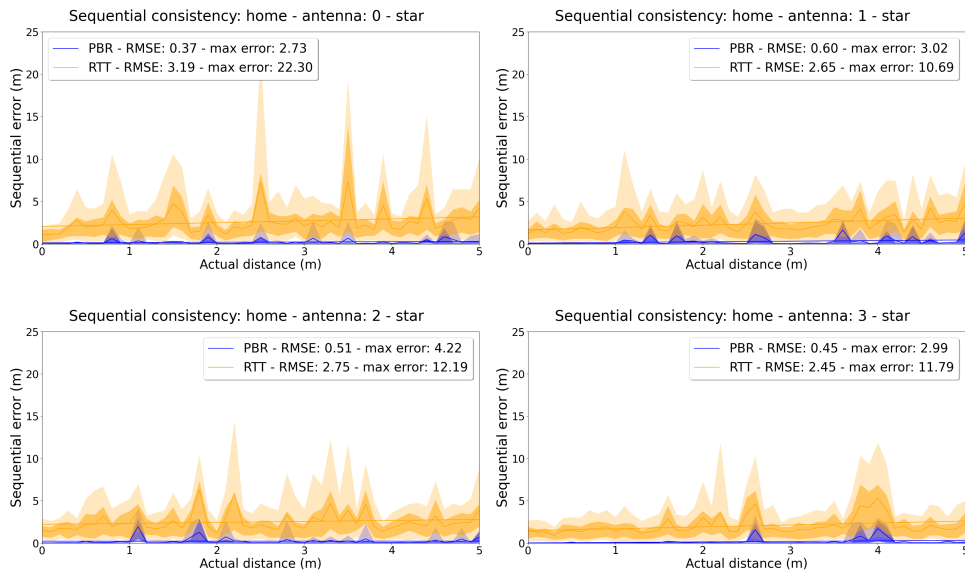 Sequential consistency: home - antenna: 0 - star
PBR - RMSE: 0.37 - max error: 2.73
RTT - RMSE: 3.19 - max error: 22.30
Sequential error (m)
25
20
15
10
5
0
0 1 2 3 4 5
Actual distance (m)
Sequential consistency: home - antenna: 1 - star
PBR - RMSE: 0.60 - max error: 3.02
RTT - RMSE: 2.65 - max error: 10.69
Sequential error (m)
25
20
15
10
5
0
0 1 2 3 4 5
Actual distance (m)
Sequential consistency: home - antenna: 2 - star
PBR - RMSE: 0.51 - max error: 4.22
RTT - RMSE: 2.75 - max error: 12.19
Sequential error (m)
25
20
15
10
5
0
0 1 2 3 4 5
Actual distance (m)
Sequential consistency: home - antenna: 3 - star
PBR - RMSE: 0.45 - max error: 2.99
RTT - RMSE: 2.45 - max error: 11.79
Sequential error (m)
25
20
15
10
5
0
0 1 2 3 4 5
Actual distance (m)